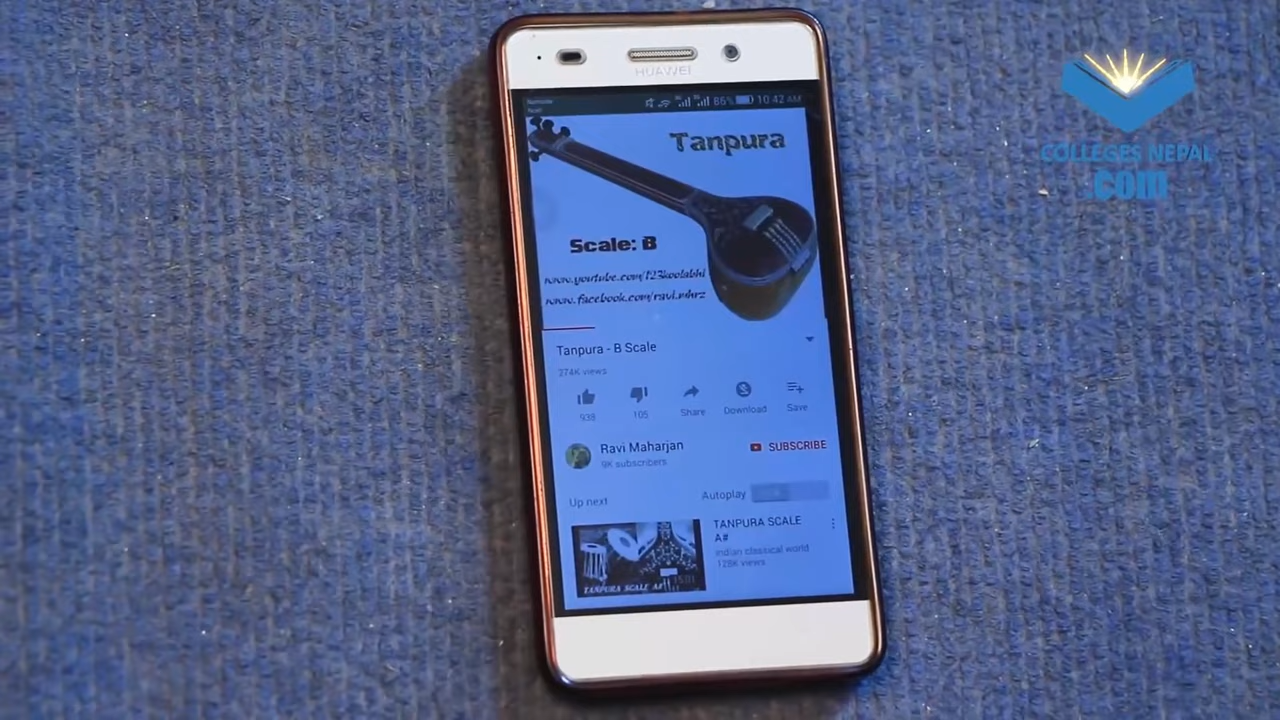 HUAWEI
86% 10:42 AM
Tanpura
Scale: B
www.youtube.com/123koolabhi
www.facebook.com/ravi.mhrz
Tanpura - B Scale
274K views
938
105
Share
Download
Save
Ravi Maharjan
9K subscribers
SUBSCRIBE
Up next
Autoplay
TANPURA SCALE
A#
indian classical world
128K views
TANPURA SCALE A#
COLLEGES NEPAL
.com